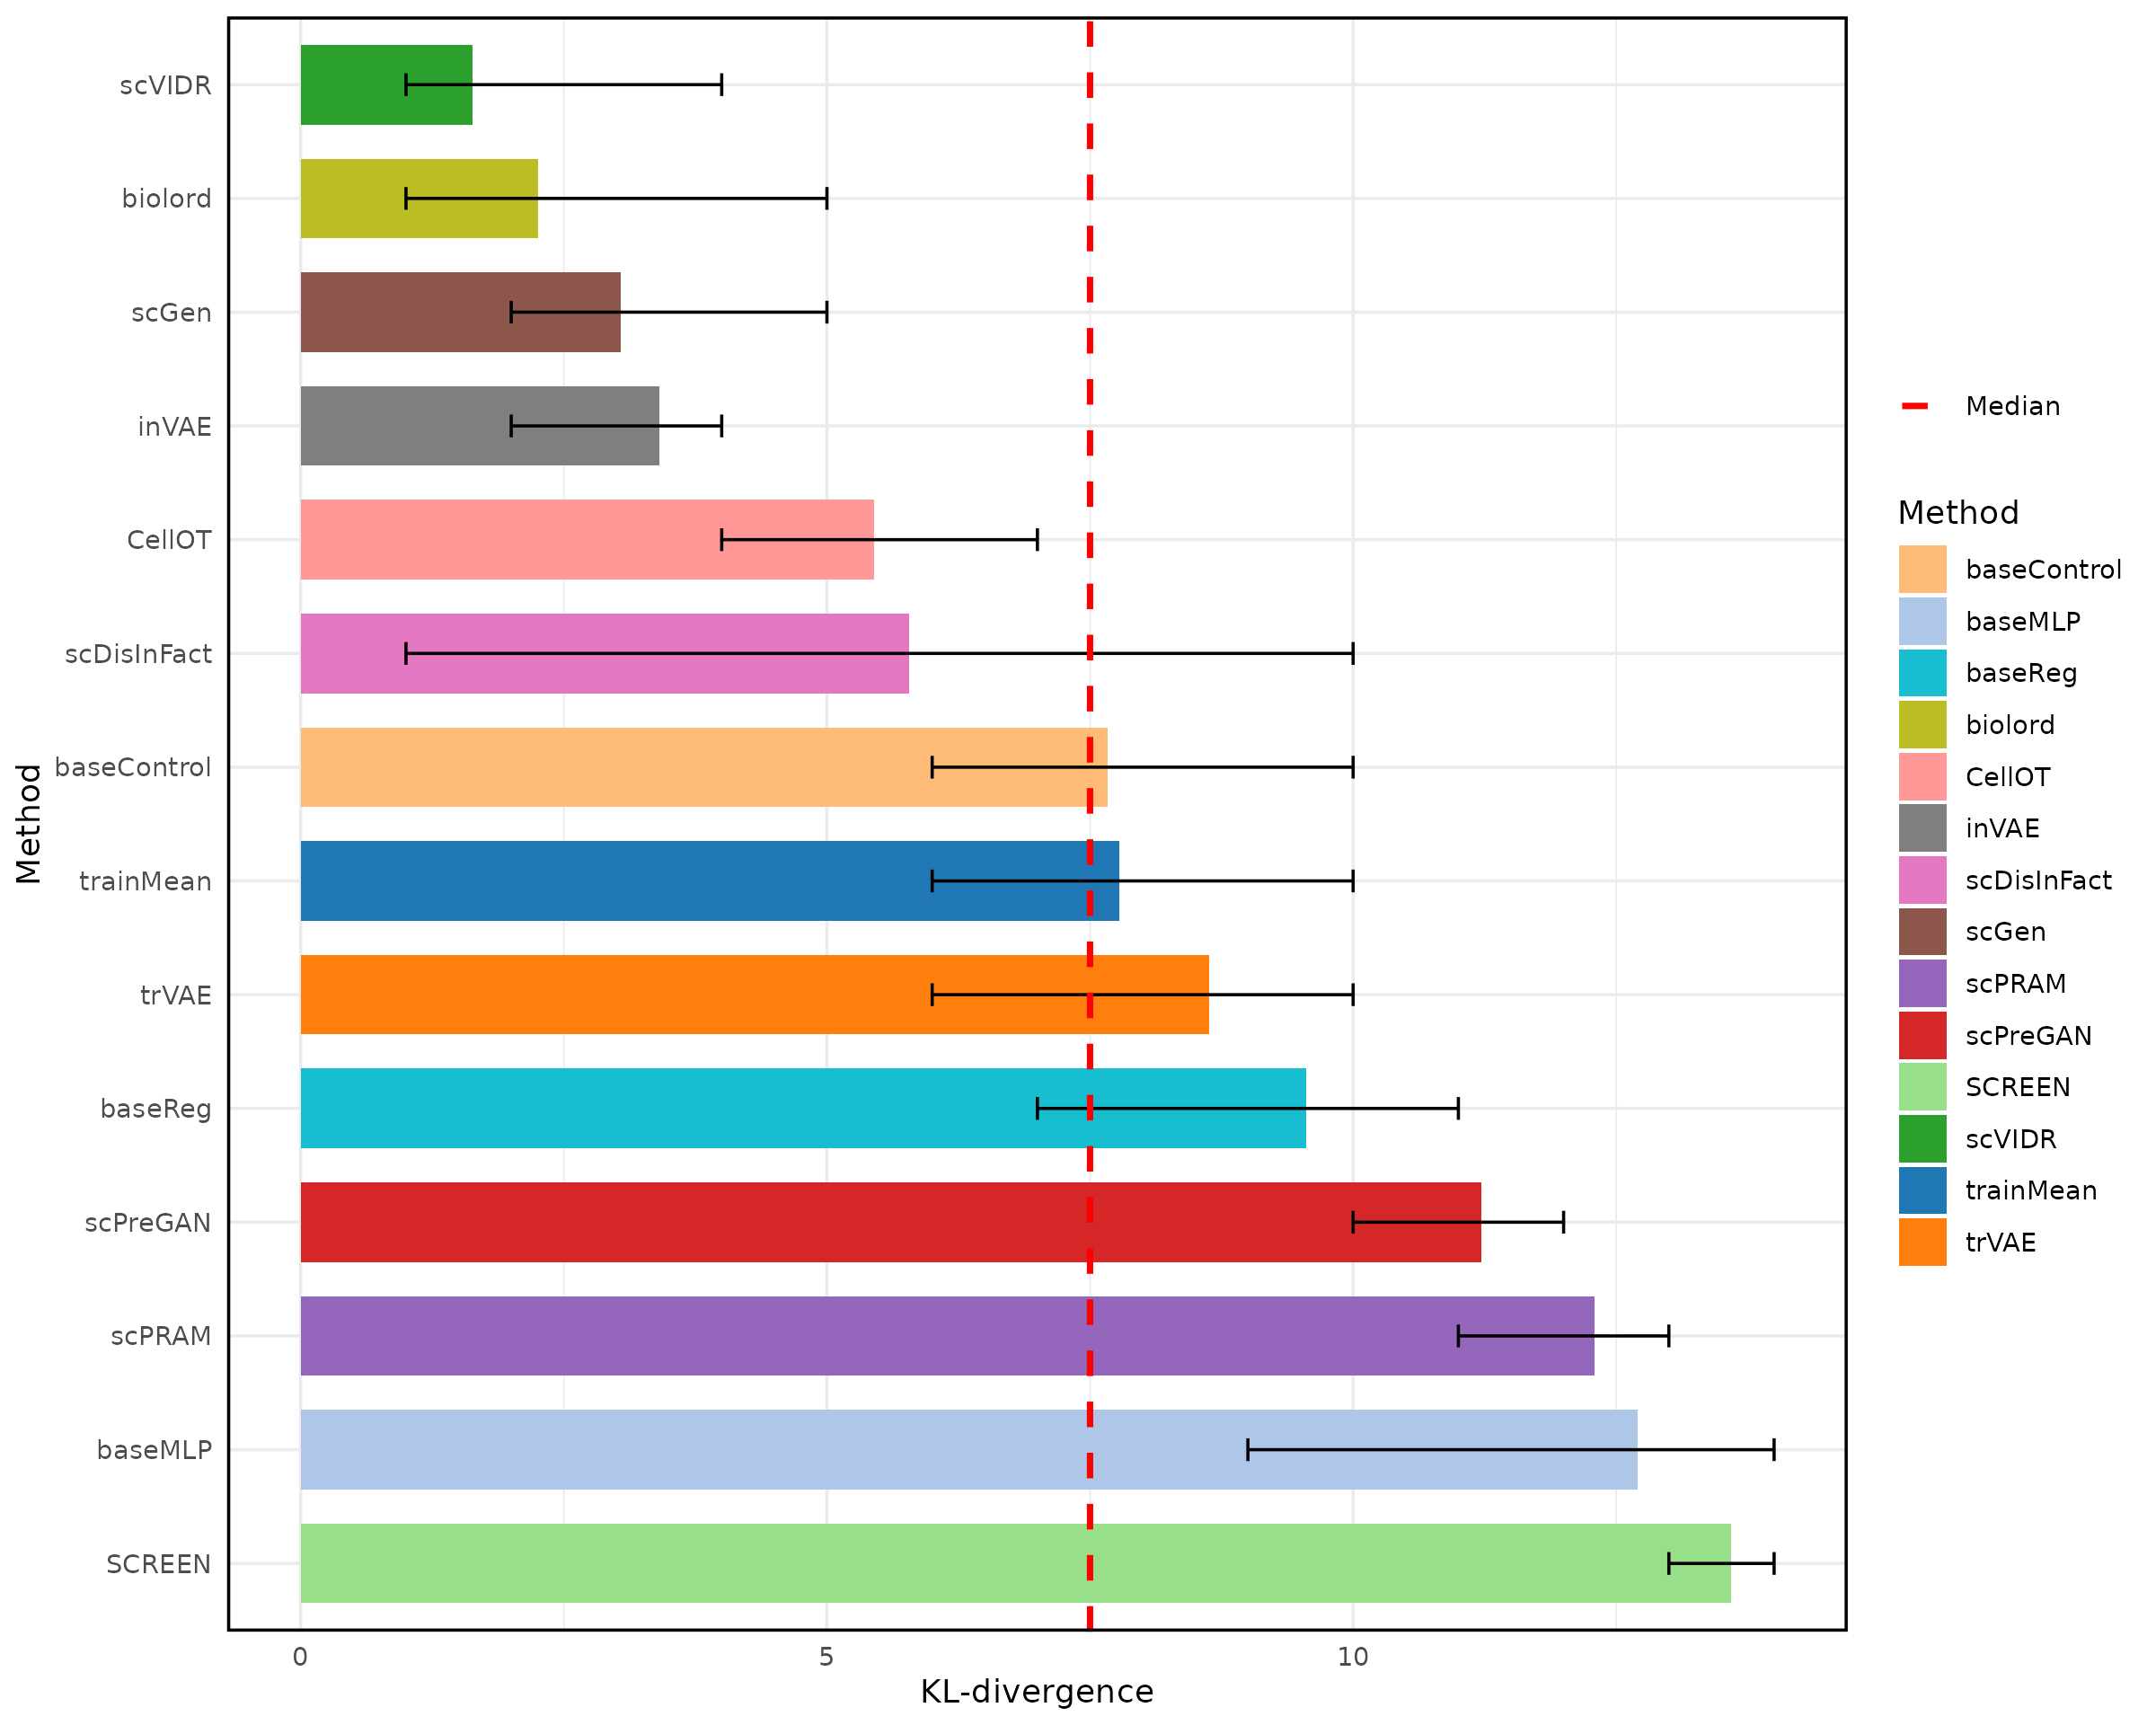 scVIDR
biolord
scGen
inVAE
CellOT
scDisInFact
baseControl
trainMean
trVAE
baseReg
scPreGAN
scPRAM
baseMLP
SCREEN
Method
0 5 10
KL-divergence
Median
Method
baseControl
baseMLP
baseReg
biolord
CellOT
inVAE
scDisInFact
scGen
scPRAM
scPreGAN
SCREEN
scVIDR
trainMean
trVAE